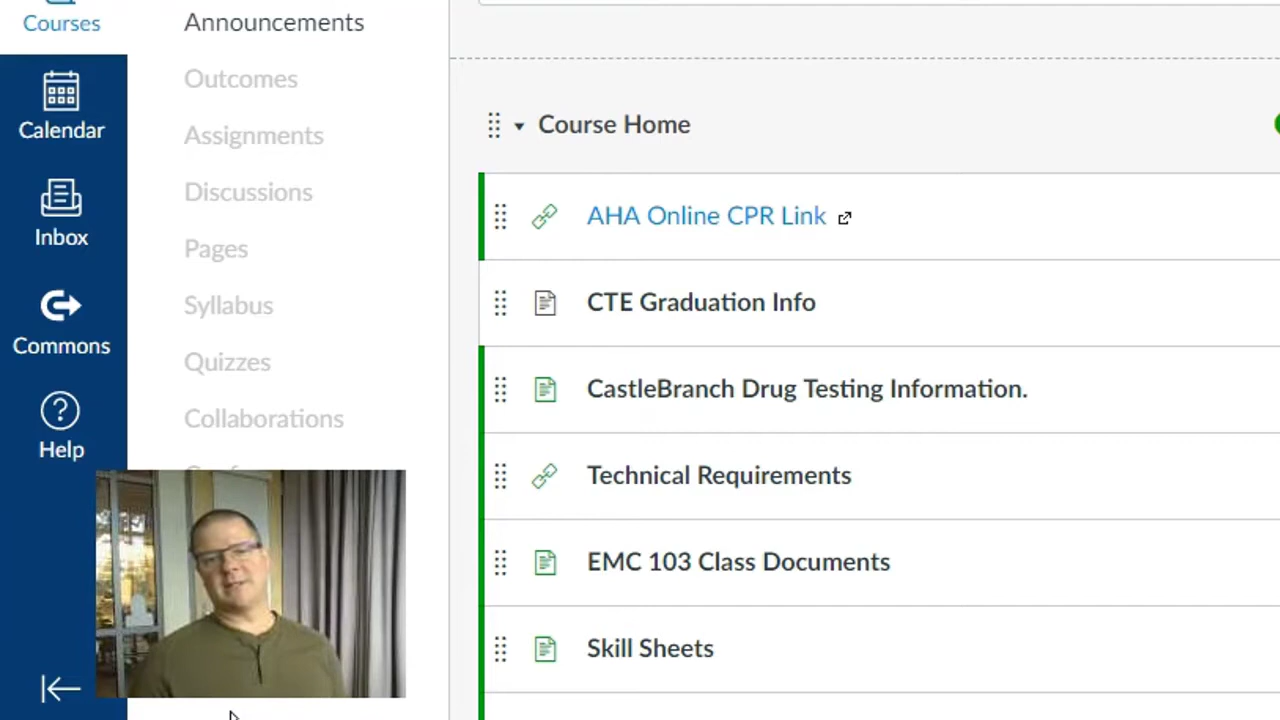 Courses
Calendar
Inbox
Commons
Help
Announcements
Outcomes
Assignments
Discussions
Pages
Syllabus
Quizzes
Collaborations
Course Home
AHA Online CPR Link
CTE Graduation Info
CastleBranch Drug Testing Information.
Technical Requirements
EMC 103 Class Documents
Skill Sheets